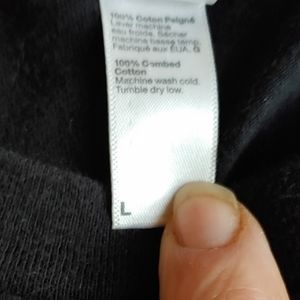 100% Coton Peigné
Laver machine
eau froide. Sécher
machine basse temp.
Fabriqué aux EUA. G
100% Combed
Cotton
Machine wash cold.
Tumble dry low.
L